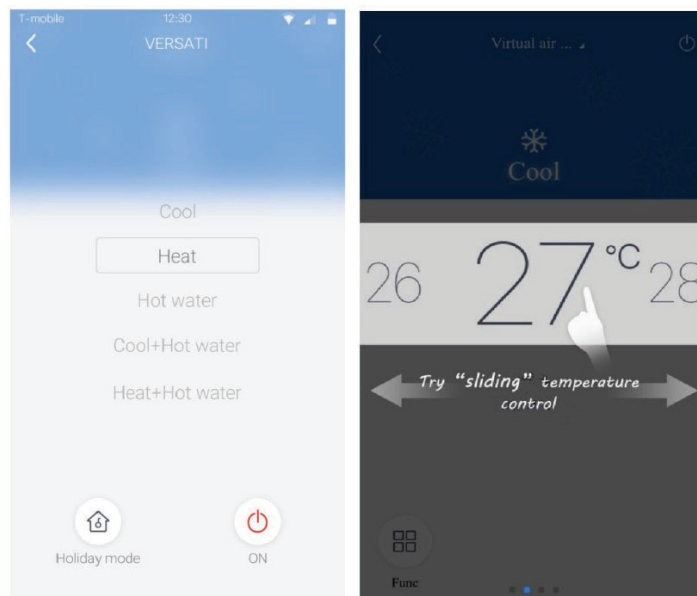 T-mobile 12:30
VERSATI
Cool
Heat
Hot water
Cool+Hot water
Heat+Hot water
Holiday mode
ON
Virtual air ...
Cool
26 27 °C 28
Try “sliding” temperature
control
Func